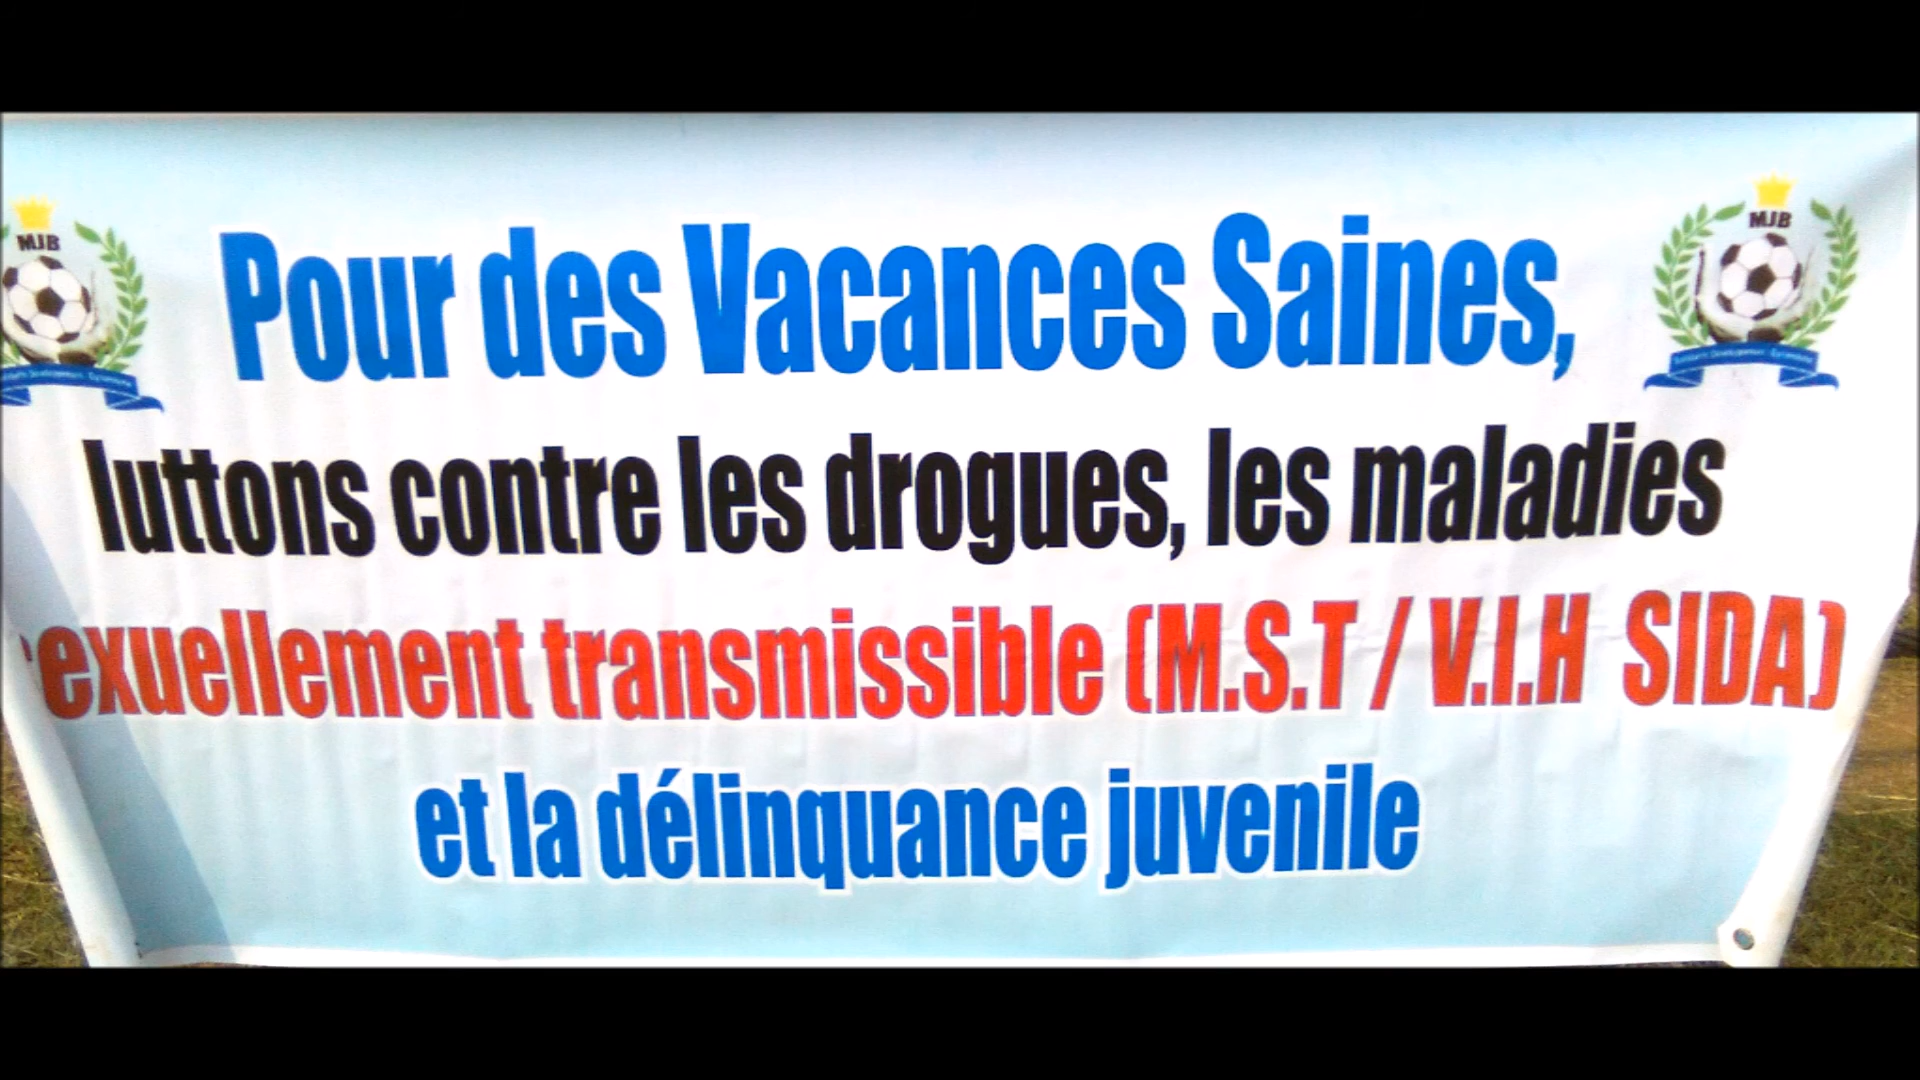 MJB
MJB
Pour des Vacances Saines,
luttons contre les drogues, les maladies
exuellement transmissible (M.S.T / V.I.H SIDA)
et la délinquance juvenile